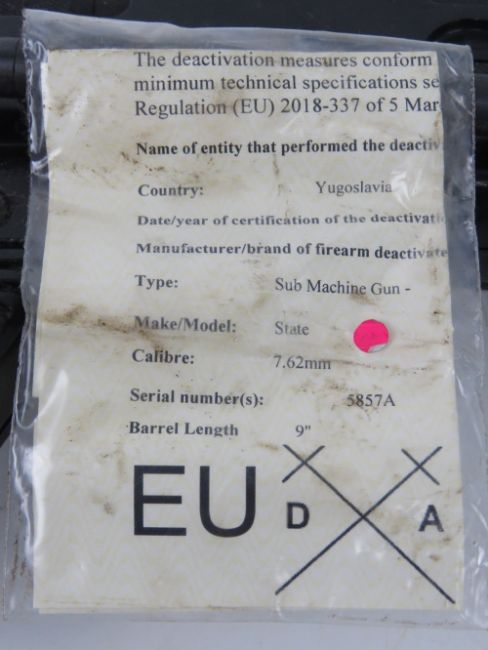 The deactivation measures conform
minimum technical specifications se
Regulation (EU) 2018-337 of 5 Mar
Name of entity that performed the deactiv
Country: Yugoslavia
Date/year of certification of the deactivati
Manufacturer/brand of firearm deactivate
Type: Sub Machine Gun -
Make/Model: State
Calibre: 7.62mm
Serial number(s): 5857A
Barrel Length 9"
EU D A